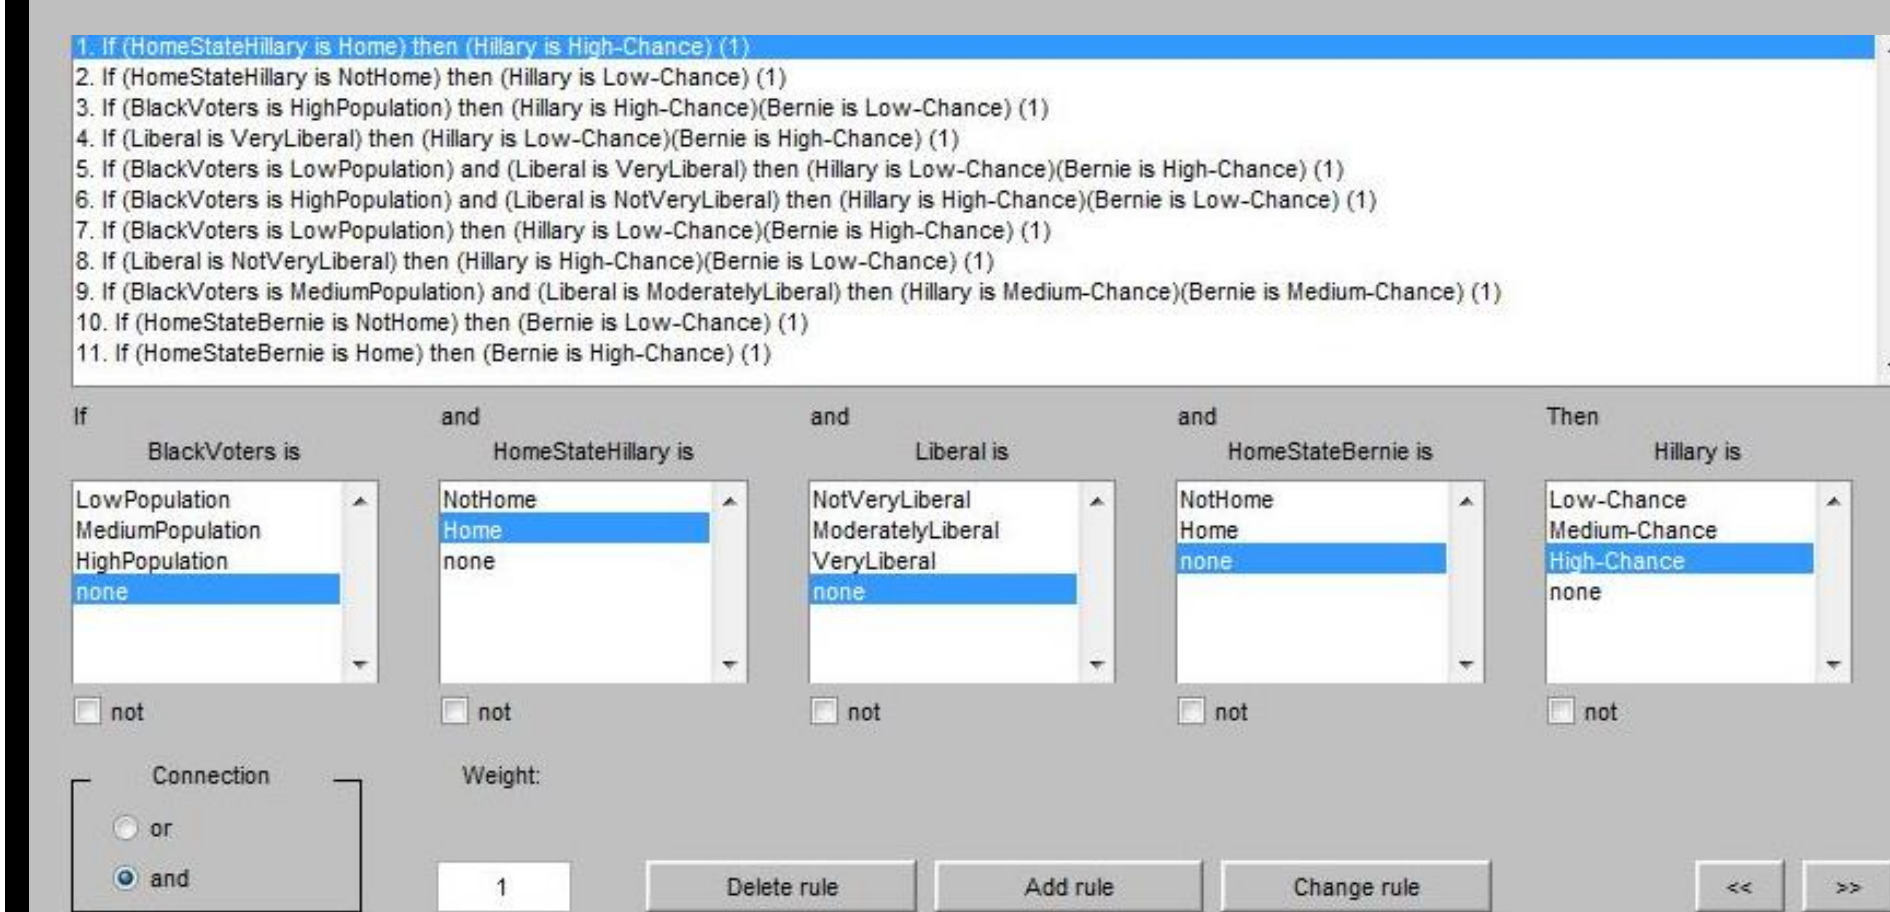 1. If (HomeStateHillary is Home) then (Hillary is High-Chance) (1)
2. If (HomeStateHillary is NotHome) then (Hillary is Low-Chance) (1)
3. If (BlackVoters is HighPopulation) then (Hillary is High-Chance)(Bernie is Low-Chance) (1)
4. If (Liberal is VeryLiberal) then (Hillary is Low-Chance)(Bernie is High-Chance) (1)
5. If (BlackVoters is LowPopulation) and (Liberal is VeryLiberal) then (Hillary is Low-Chance)(Bernie is High-Chance) (1)
6. If (BlackVoters is HighPopulation) and (Liberal is NotVeryLiberal) then (Hillary is High-Chance)(Bernie is Low-Chance) (1)
7. If (BlackVoters is LowPopulation) then (Hillary is Low-Chance)(Bernie is High-Chance) (1)
8. If (Liberal is NotVeryLiberal) then (Hillary is High-Chance)(Bernie is Low-Chance) (1)
9. If (BlackVoters is MediumPopulation) and (Liberal is ModeratelyLiberal) then (Hillary is Medium-Chance)(Bernie is Medium-Chance) (1)
10. If (HomeStateBernie is NotHome) then (Bernie is Low-Chance) (1)
11. If (HomeStateBernie is Home) then (Bernie is High-Chance) (1)
If and and and Then
BlackVoters is HomeStateHillary is Liberal is HomeStateBernie is Hillary is
LowPopulation NotHome NotVeryLiberal NotHome Low-Chance
MediumPopulation Home ModeratelyLiberal Home Medium-Chance
HighPopulation none VeryLiberal none High-Chance
none none none
not not not not not
Connection Weight:
or
and 1 Delete rule Add rule Change rule << >>